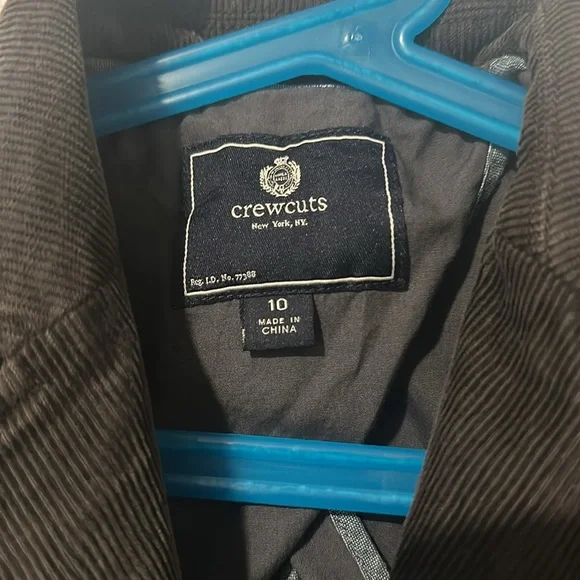 crewcuts
New York, NY.
Reg. I.D. No. 77388
10
MADE IN
CHINA